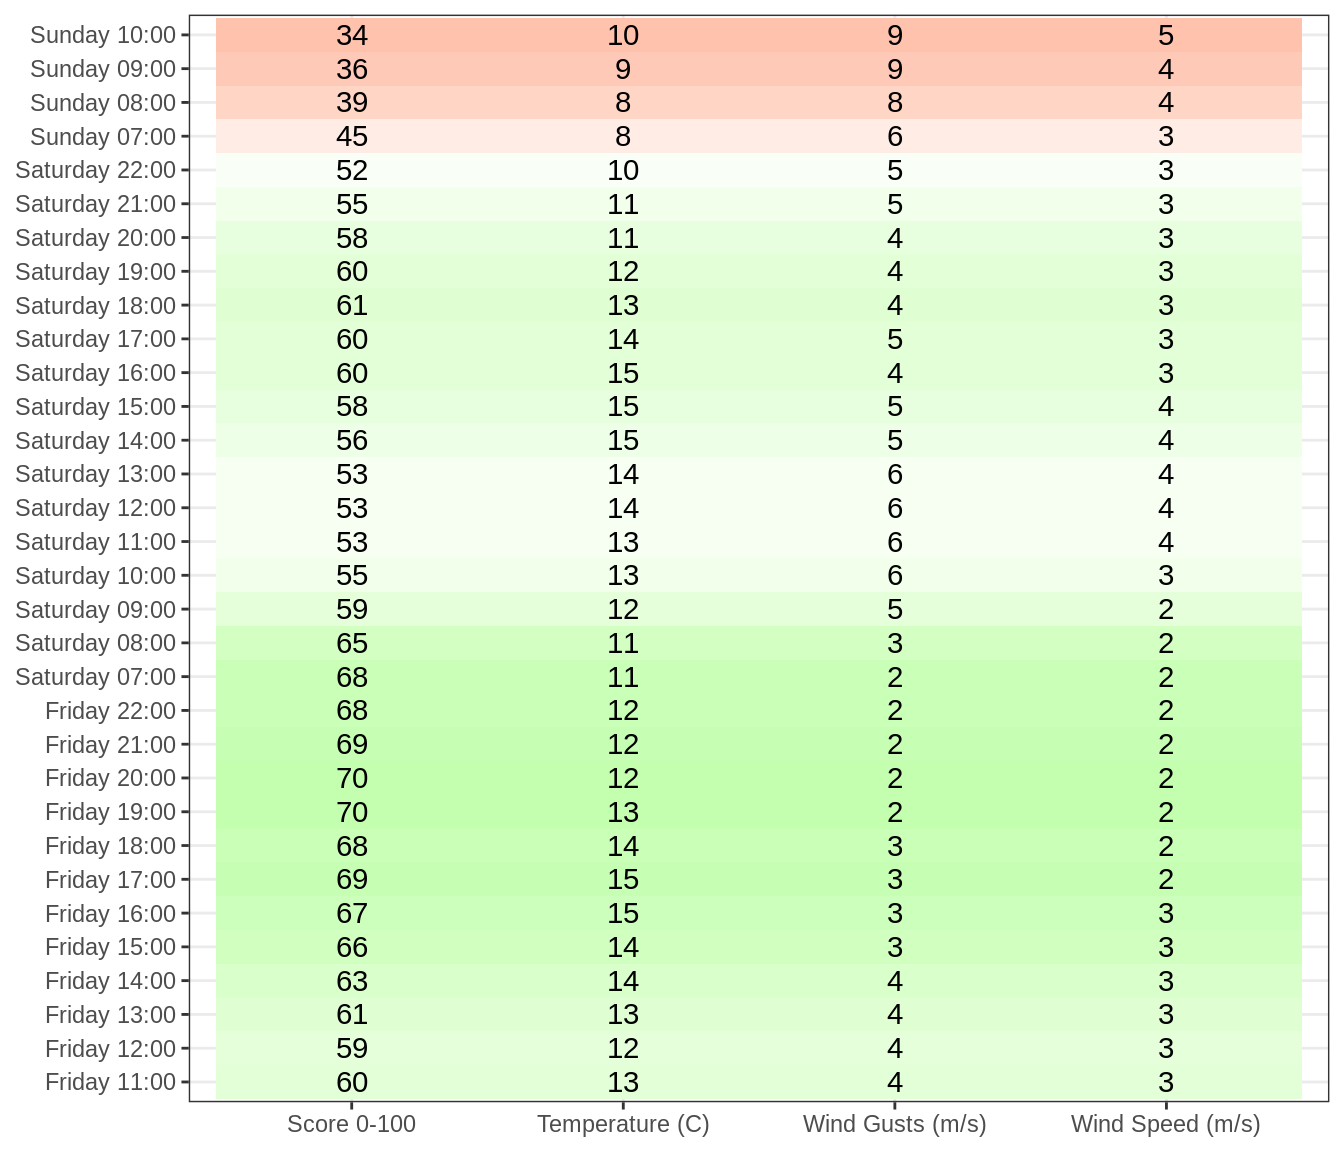 Sunday 10:00 34 10 9 5
Sunday 09:00 36 9 9 4
Sunday 08:00 39 8 8 4
Sunday 07:00 45 8 6 3
Saturday 22:00 52 10 5 3
Saturday 21:00 55 11 5 3
Saturday 20:00 58 11 4 3
Saturday 19:00 60 12 4 3
Saturday 18:00 61 13 4 3
Saturday 17:00 60 14 5 3
Saturday 16:00 60 15 4 3
Saturday 15:00 58 15 5 4
Saturday 14:00 56 15 5 4
Saturday 13:00 53 14 6 4
Saturday 12:00 53 14 6 4
Saturday 11:00 53 13 6 4
Saturday 10:00 55 13 6 3
Saturday 09:00 59 12 5 2
Saturday 08:00 65 11 3 2
Saturday 07:00 68 11 2 2
Friday 22:00 68 12 2 2
Friday 21:00 69 12 2 2
Friday 20:00 70 12 2 2
Friday 19:00 70 13 2 2
Friday 18:00 68 14 3 2
Friday 17:00 69 15 3 2
Friday 16:00 67 15 3 3
Friday 15:00 66 14 3 3
Friday 14:00 63 14 4 3
Friday 13:00 61 13 4 3
Friday 12:00 59 12 4 3
Friday 11:00 60 13 4 3
Score 0-100 Temperature (C) Wind Gusts (m/s) Wind Speed (m/s)